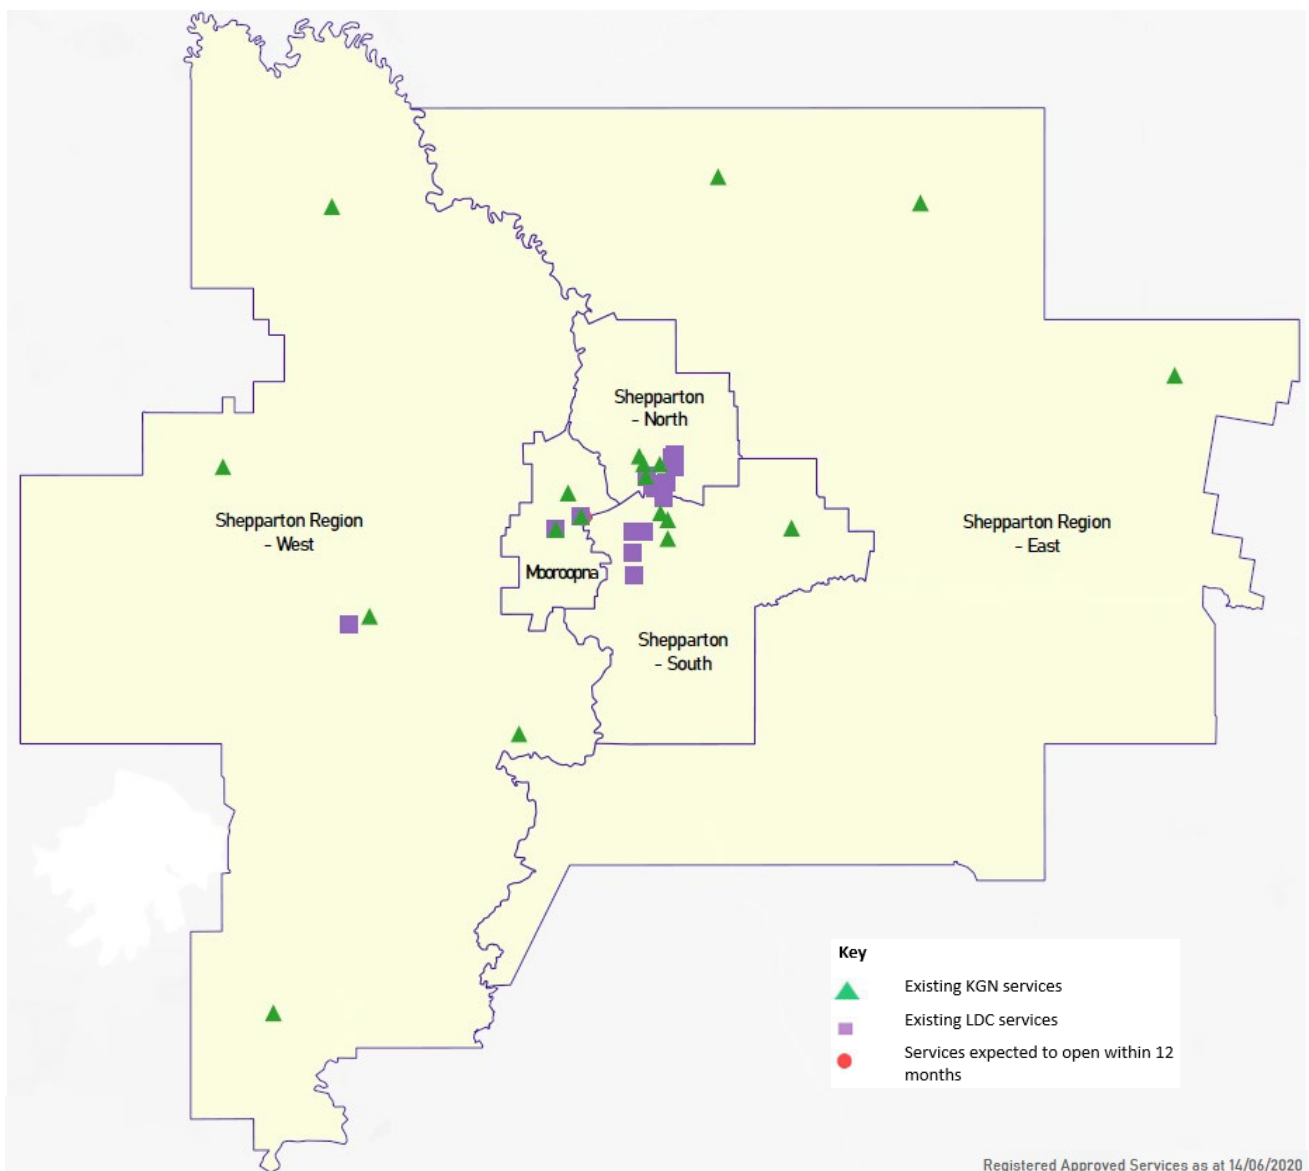 Shepparton
- North
Shepparton Region
- West
Shepparton Region
- East
Mooroopna
Shepparton
- South
Key
Existing KGN services
Existing LDC services
Services expected to open within 12
months
Registered Approved Services as at 14/06/2020